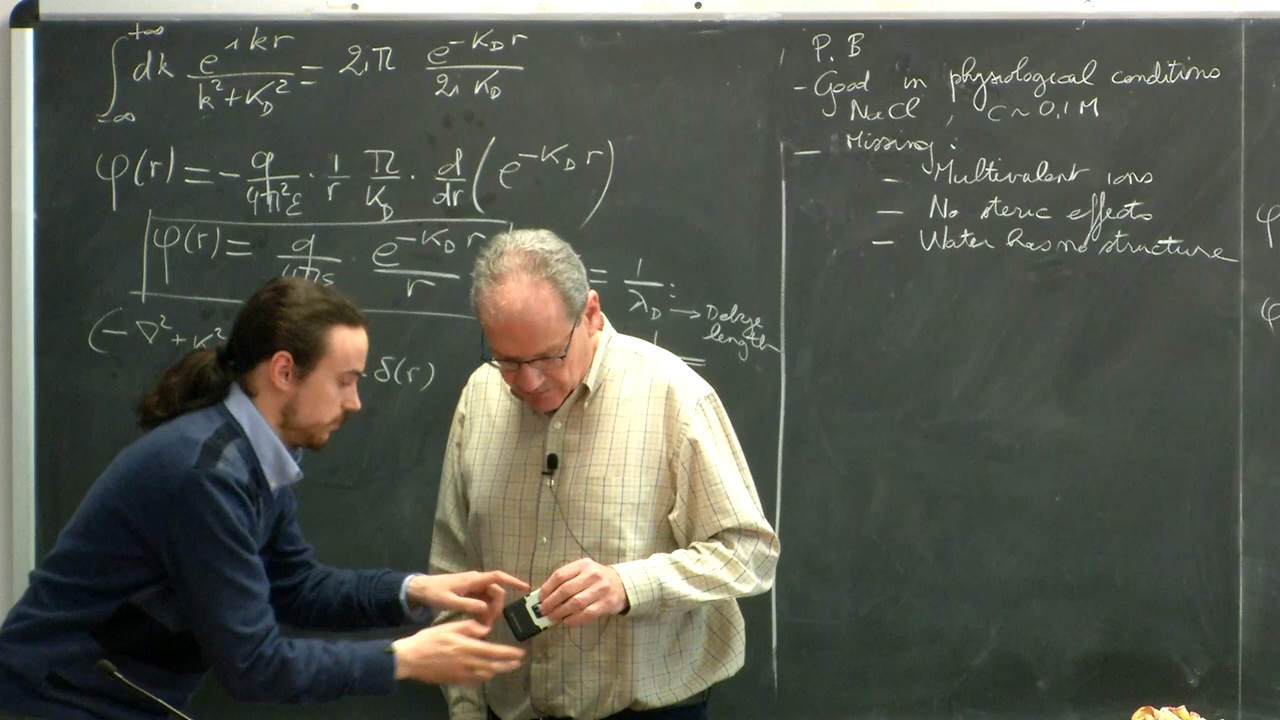 ∫_{-∞}^{+∞} dk e^{ikr} / (k² + K_D²) = 2iπ e^{-K_D r} / (2i K_D)
φ(r) = - q / (4π²ε) · 1/r · π/K_D · d/dr (e^{-K_D r})
φ(r) = q / (4πε) · e^{-K_D r} / r
= 1/λ_D : → Debye length
(-∇² + K²
· δ(r)
P. B
- Good in physiological conditions
NaCl , C ~ 0,1 M
- Missing :
- Multivalent ions
- No steric effects
- Water has no structure
φ